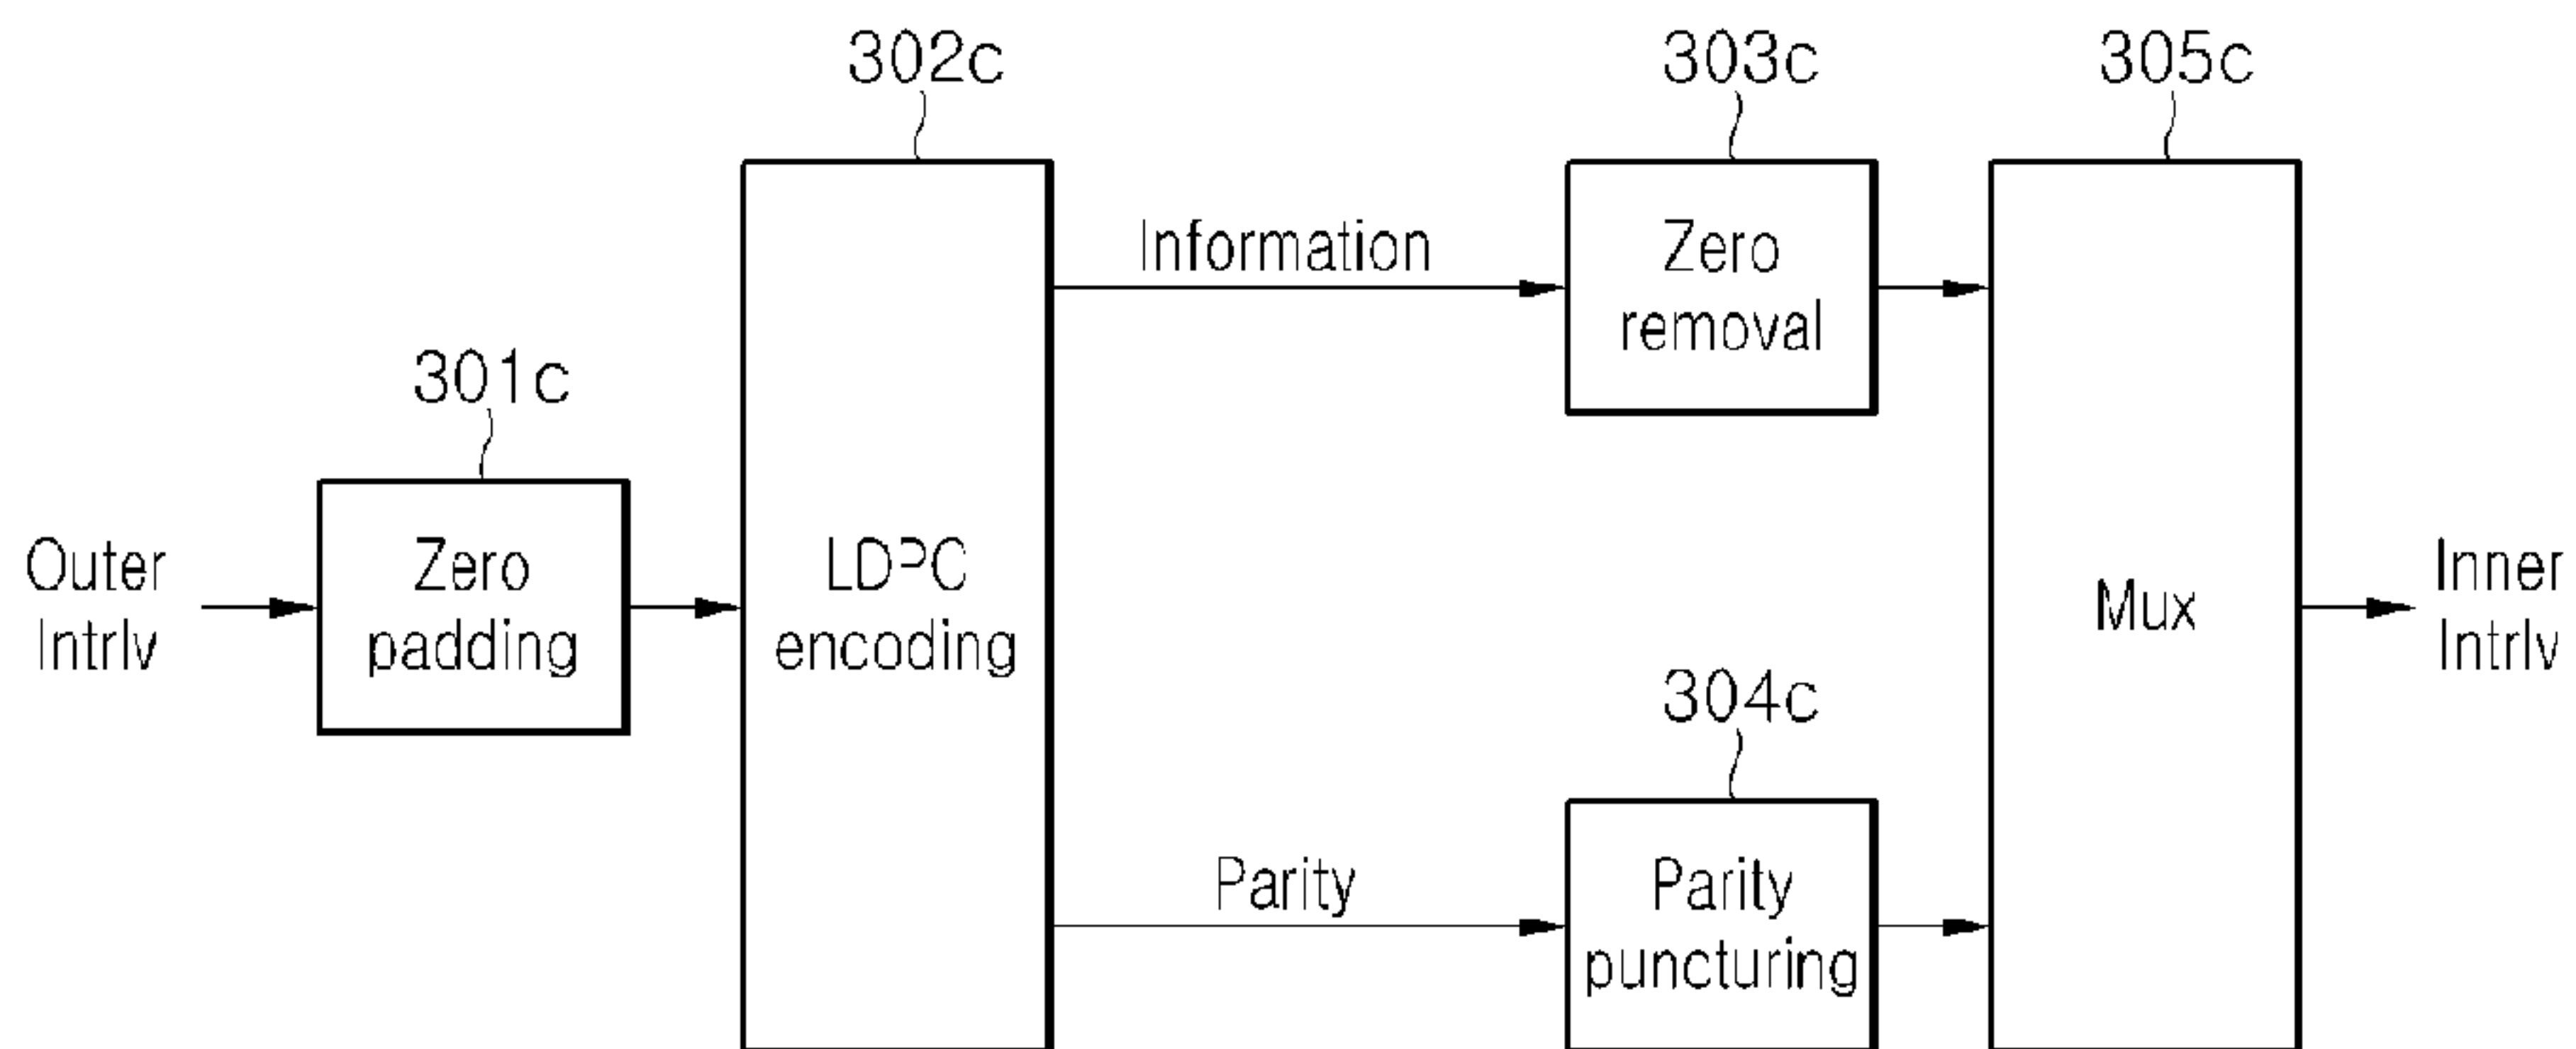 302c
303c
305c
Information
Zero
removal
301c
Outer
Intrlv
Zero
padding
LDPC
encoding
Mux
Inner
Intrlv
304c
Parity
Parity
puncturing